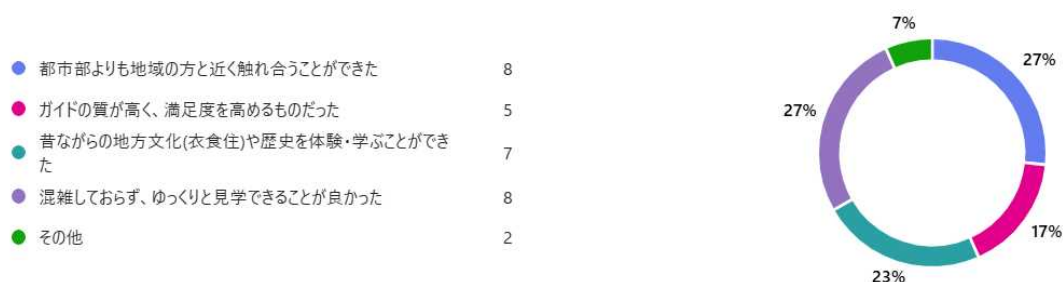 都市部よりも地域の方と近く触れ合うことができた 8
ガイドの質が高く、満足度を高めるものだった 5
昔ながらの地方文化(衣食住)や歴史を体験・学ぶことができ
た 7
混雑しておらず、ゆっくりと見学できることが良かった 8
その他 2
7%
27%
27%
17%
23%